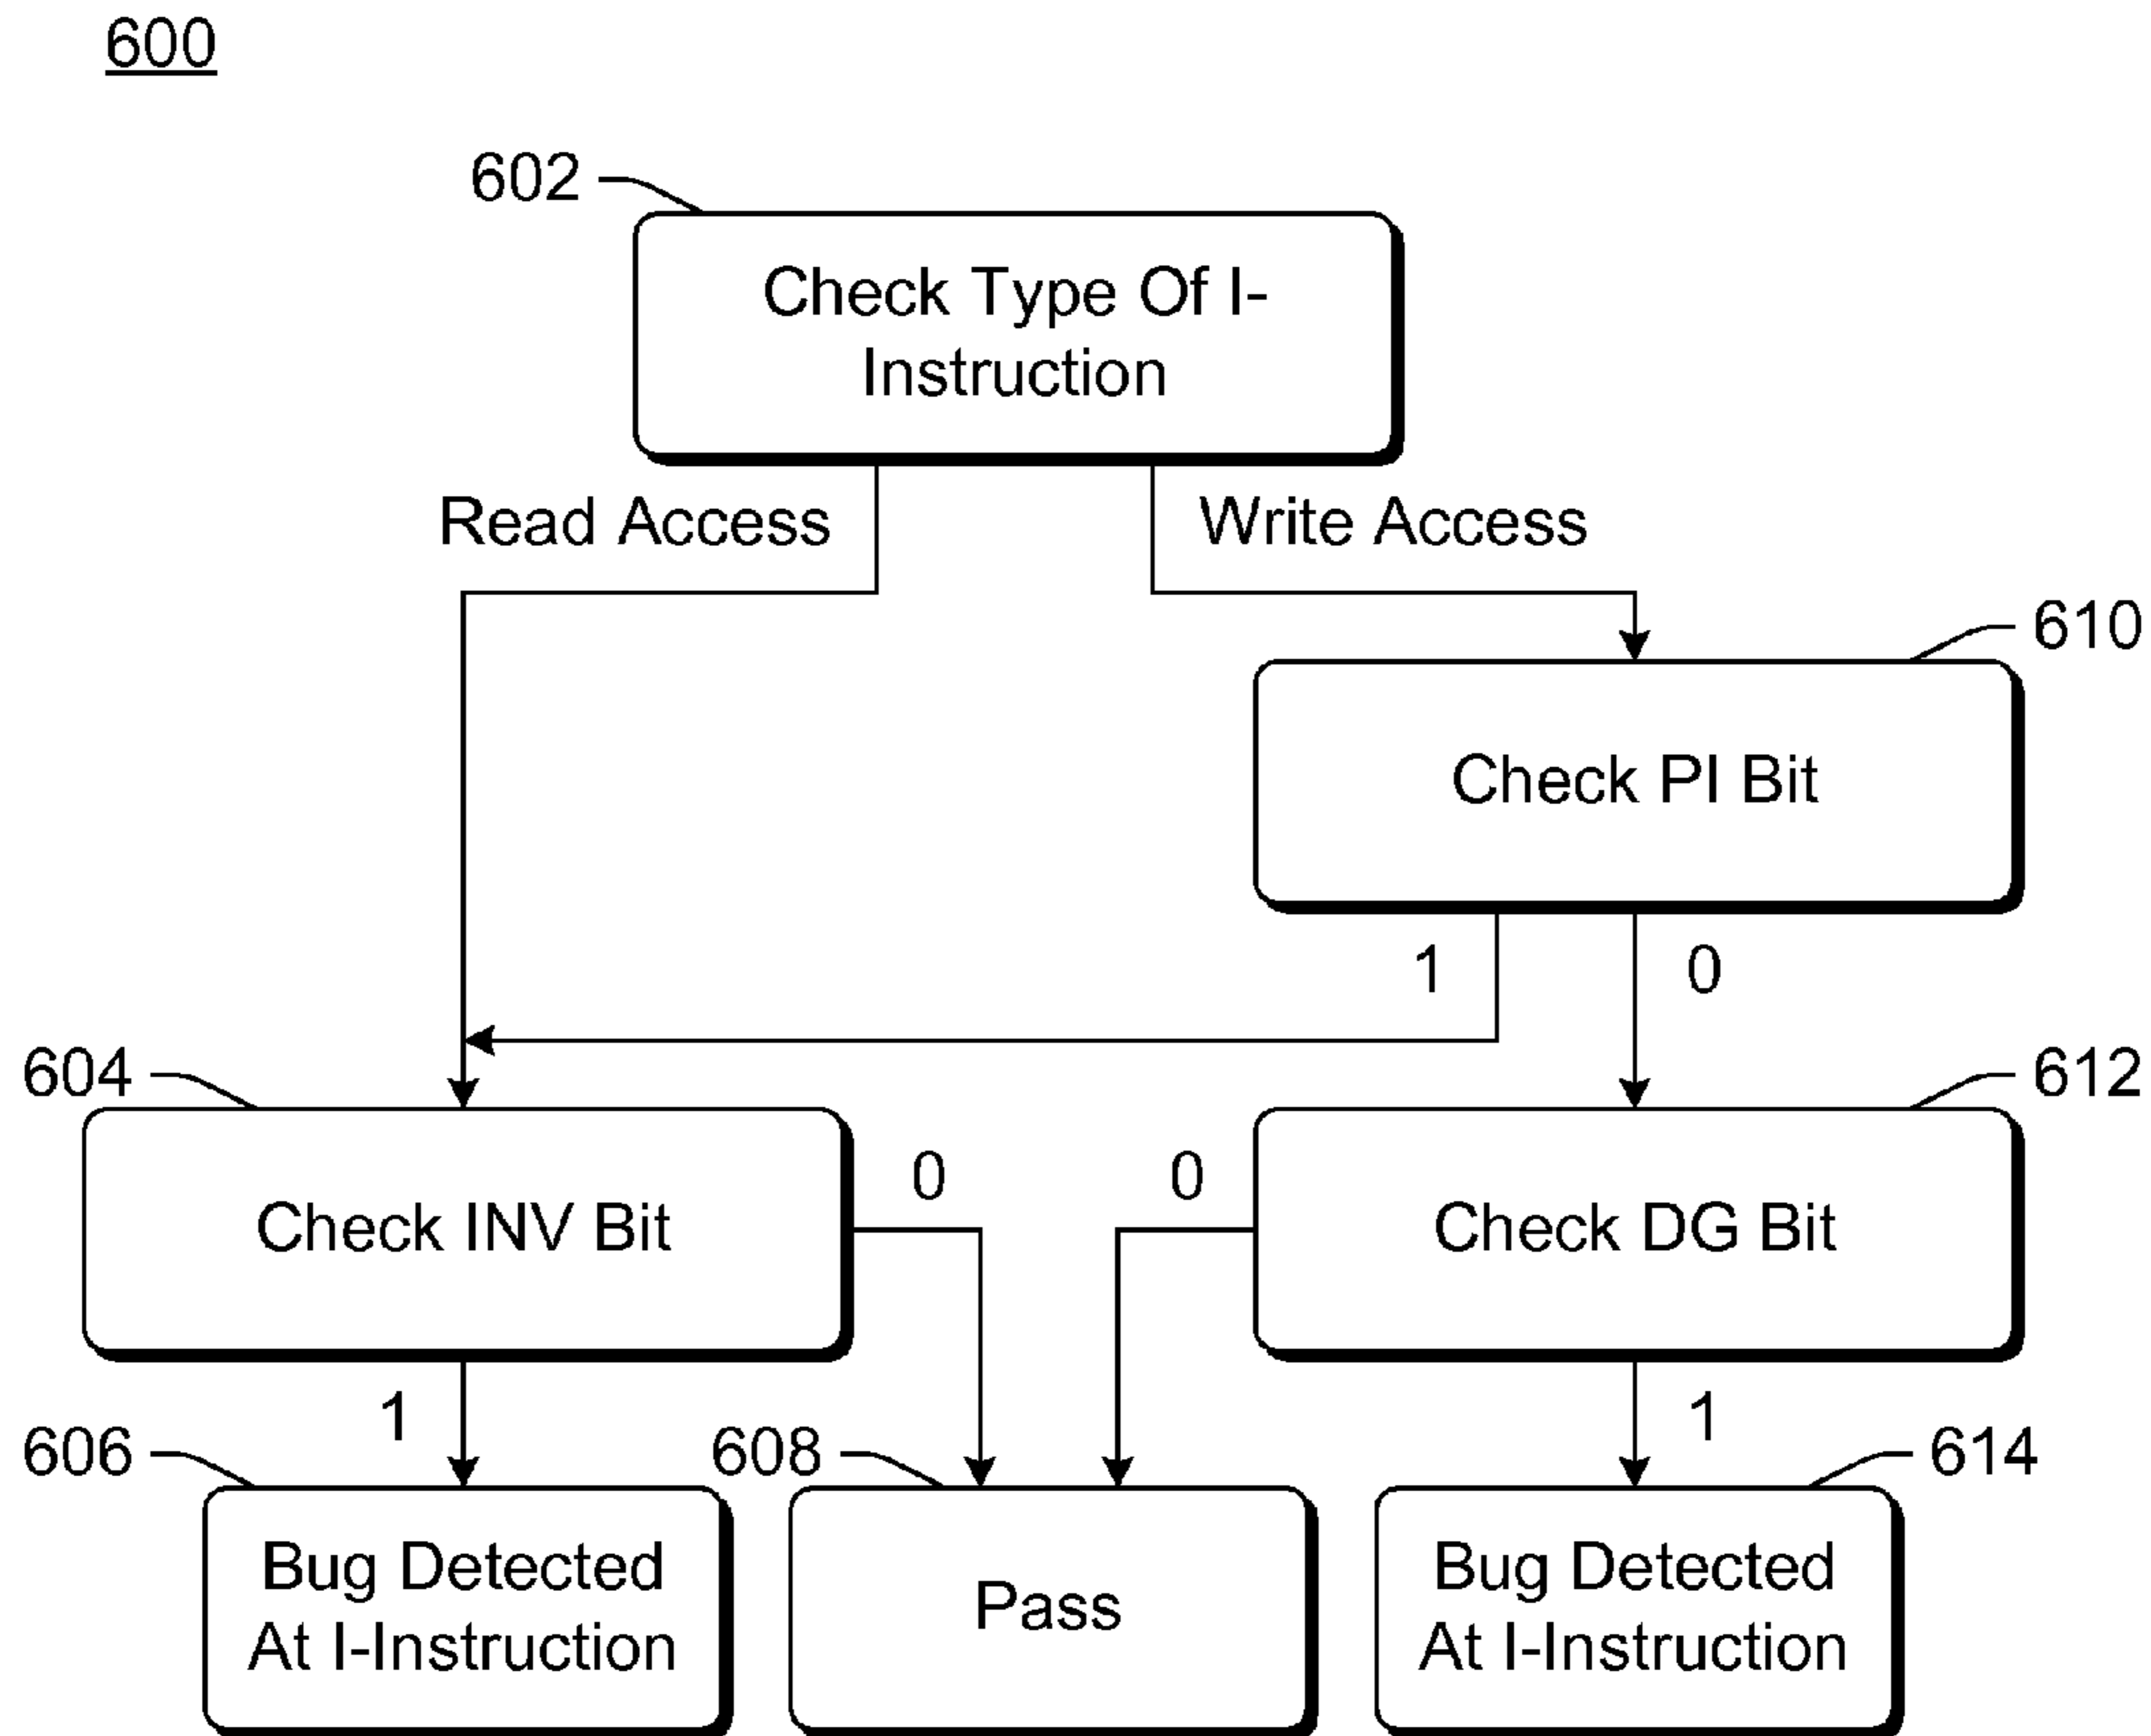 600
602
Check Type Of I-
Instruction
Read Access
Write Access
610
Check PI Bit
1
0
604
612
Check INV Bit
0
0
Check DG Bit
1
1
606
608
614
Bug Detected
At I-Instruction
Pass
Bug Detected
At I-Instruction